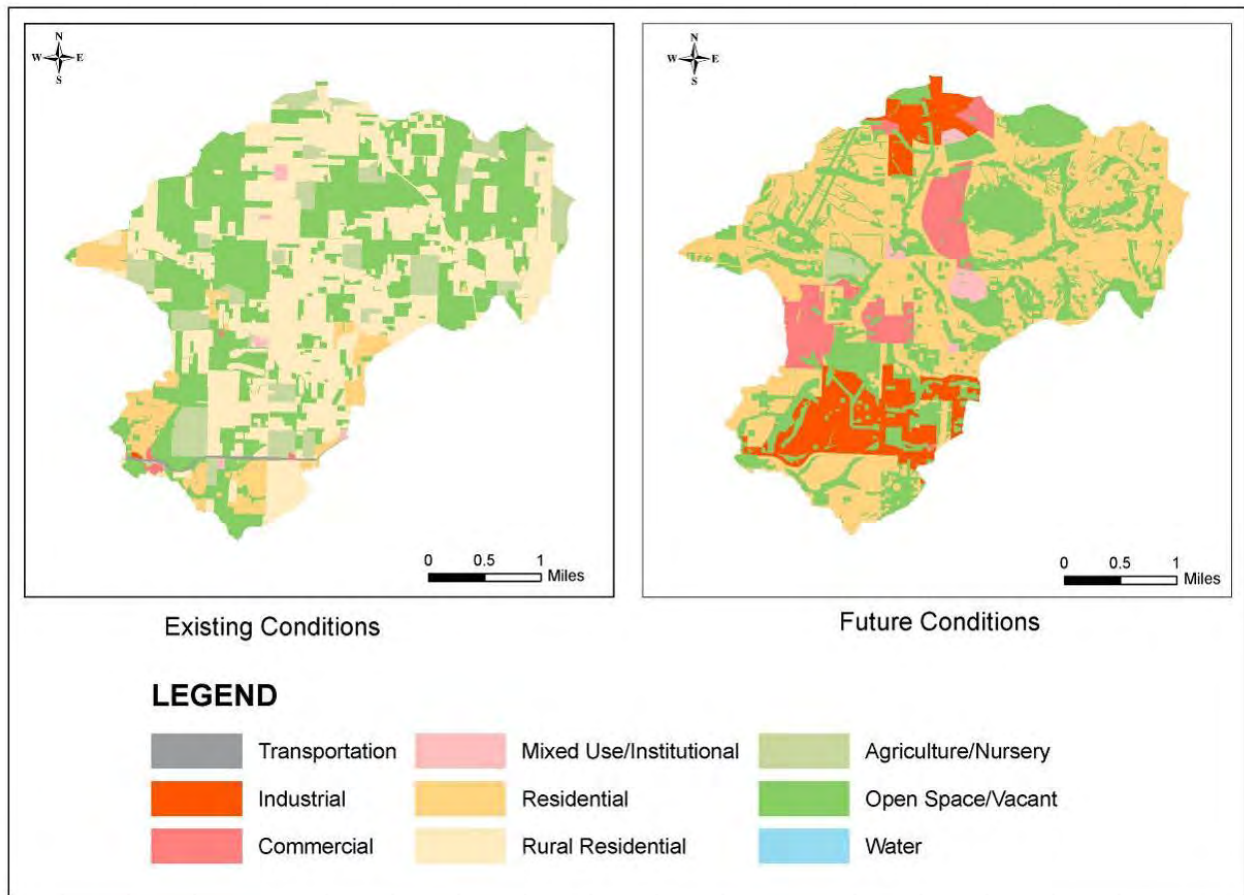 N
W E
S
0 0.5 1
Miles
Existing Conditions
N
W E
S
0 0.5 1
Miles
Future Conditions
LEGEND
Transportation
Mixed Use/Institutional
Agriculture/Nursery
Industrial
Residential
Open Space/Vacant
Commercial
Rural Residential
Water